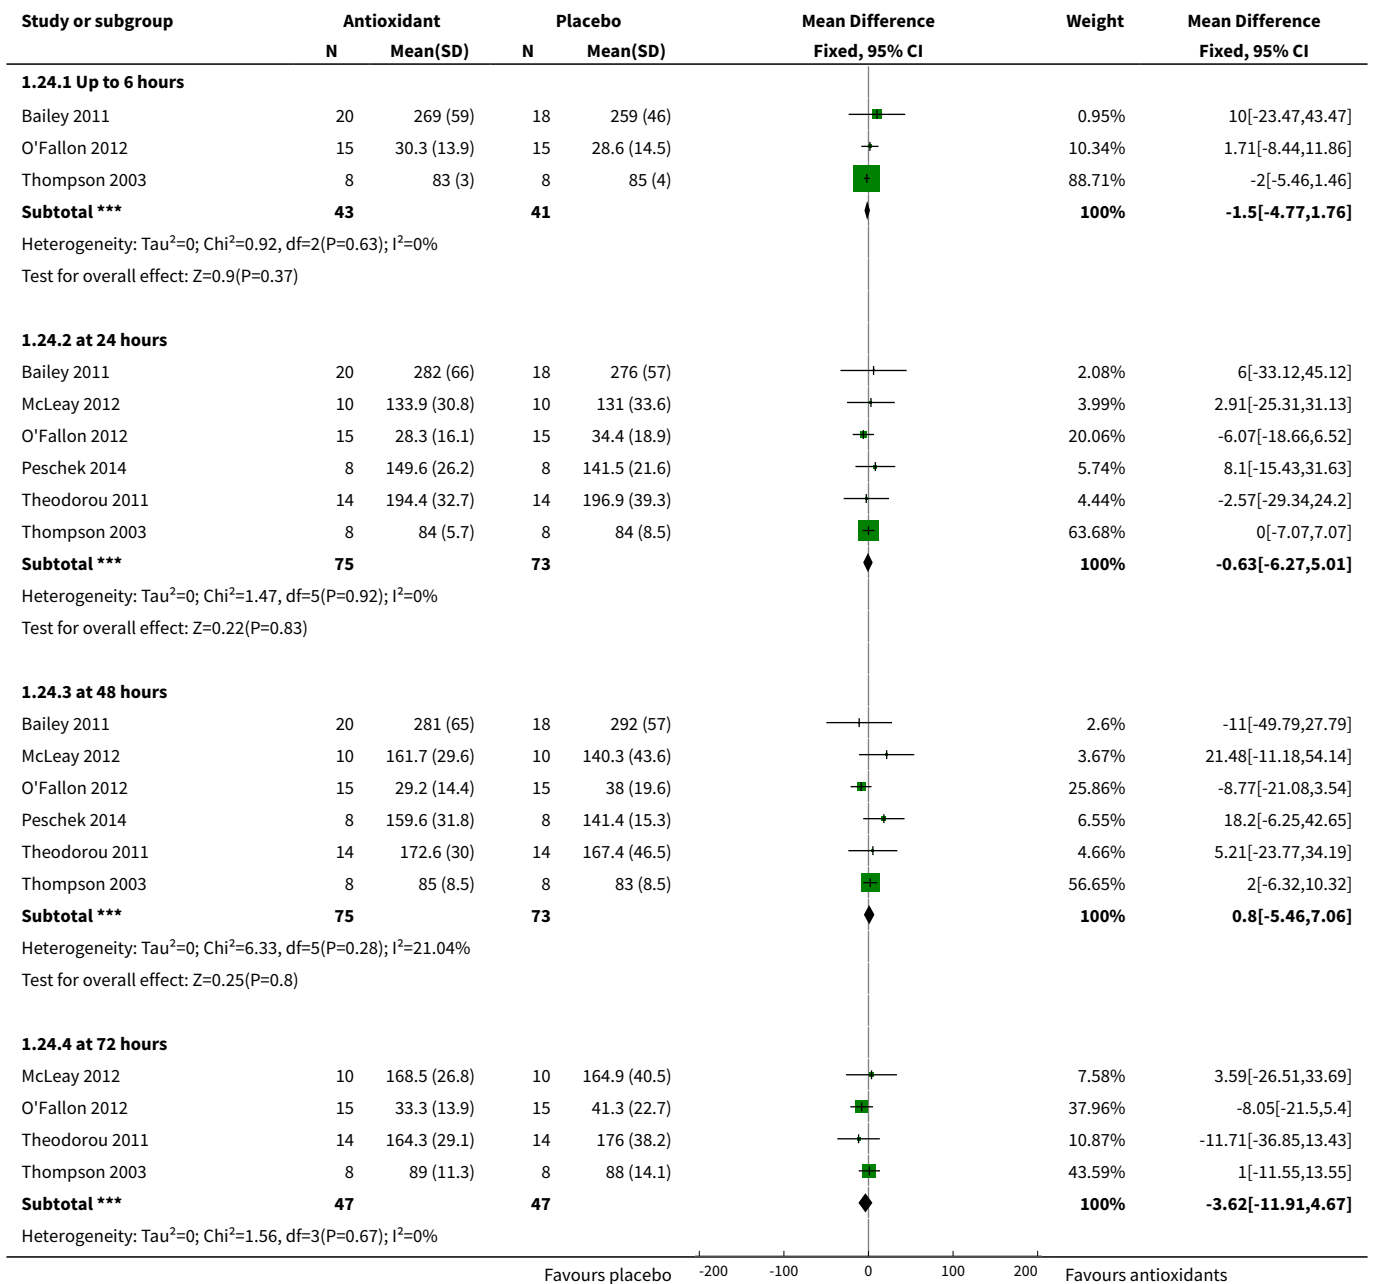 Study or subgroup Antioxidant Placebo Mean Difference Weight Mean Difference
N Mean(SD) N Mean(SD) Fixed, 95% CI Fixed, 95% CI
1.24.1 Up to 6 hours
Bailey 2011 20 269 (59) 18 259 (46) 0.95% 10[-23.47,43.47]
O'Fallon 2012 15 30.3 (13.9) 15 28.6 (14.5) 10.34% 1.71[-8.44,11.86]
Thompson 2003 8 83 (3) 8 85 (4) 88.71% -2[-5.46,1.46]
Subtotal *** 43 41 100% -1.5[-4.77,1.76]
Heterogeneity: Tau²=0; Chi²=0.92, df=2(P=0.63); I²=0%
Test for overall effect: Z=0.9(P=0.37)
1.24.2 at 24 hours
Bailey 2011 20 282 (66) 18 276 (57) 2.08% 6[-33.12,45.12]
McLeay 2012 10 133.9 (30.8) 10 131 (33.6) 3.99% 2.91[-25.31,31.13]
O'Fallon 2012 15 28.3 (16.1) 15 34.4 (18.9) 20.06% -6.07[-18.66,6.52]
Peschek 2014 8 149.6 (26.2) 8 141.5 (21.6) 5.74% 8.1[-15.43,31.63]
Theodorou 2011 14 194.4 (32.7) 14 196.9 (39.3) 4.44% -2.57[-29.34,24.2]
Thompson 2003 8 84 (5.7) 8 84 (8.5) 63.68% 0[-7.07,7.07]
Subtotal *** 75 73 100% -0.63[-6.27,5.01]
Heterogeneity: Tau²=0; Chi²=1.47, df=5(P=0.92); I²=0%
Test for overall effect: Z=0.22(P=0.83)
1.24.3 at 48 hours
Bailey 2011 20 281 (65) 18 292 (57) 2.6% -11[-49.79,27.79]
McLeay 2012 10 161.7 (29.6) 10 140.3 (43.6) 3.67% 21.48[-11.18,54.14]
O'Fallon 2012 15 29.2 (14.4) 15 38 (19.6) 25.86% -8.77[-21.08,3.54]
Peschek 2014 8 159.6 (31.8) 8 141.4 (15.3) 6.55% 18.2[-6.25,42.65]
Theodorou 2011 14 172.6 (30) 14 167.4 (46.5) 4.66% 5.21[-23.77,34.19]
Thompson 2003 8 85 (8.5) 8 83 (8.5) 56.65% 2[-6.32,10.32]
Subtotal *** 75 73 100% 0.8[-5.46,7.06]
Heterogeneity: Tau²=0; Chi²=6.33, df=5(P=0.28); I²=21.04%
Test for overall effect: Z=0.25(P=0.8)
1.24.4 at 72 hours
McLeay 2012 10 168.5 (26.8) 10 164.9 (40.5) 7.58% 3.59[-26.51,33.69]
O'Fallon 2012 15 33.3 (13.9) 15 41.3 (22.7) 37.96% -8.05[-21.5,5.4]
Theodorou 2011 14 164.3 (29.1) 14 176 (38.2) 10.87% -11.71[-36.85,13.43]
Thompson 2003 8 89 (11.3) 8 88 (14.1) 43.59% 1[-11.55,13.55]
Subtotal *** 47 47 100% -3.62[-11.91,4.67]
Heterogeneity: Tau²=0; Chi²=1.56, df=3(P=0.67); I²=0%
Favours placebo -200 -100 0 100 200 Favours antioxidants